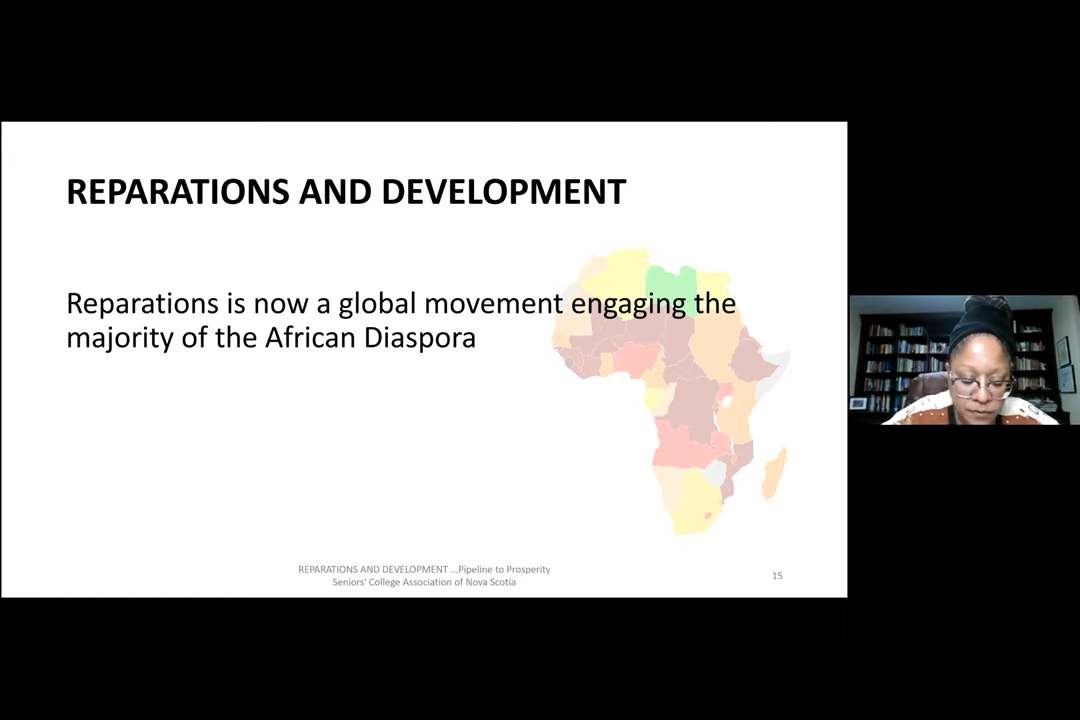 REPARATIONS AND DEVELOPMENT
Reparations is now a global movement engaging the
majority of the African Diaspora
REPARATIONS AND DEVELOPMENT ...Pipeline to Prosperity
Seniors' College Association of Nova Scotia
15